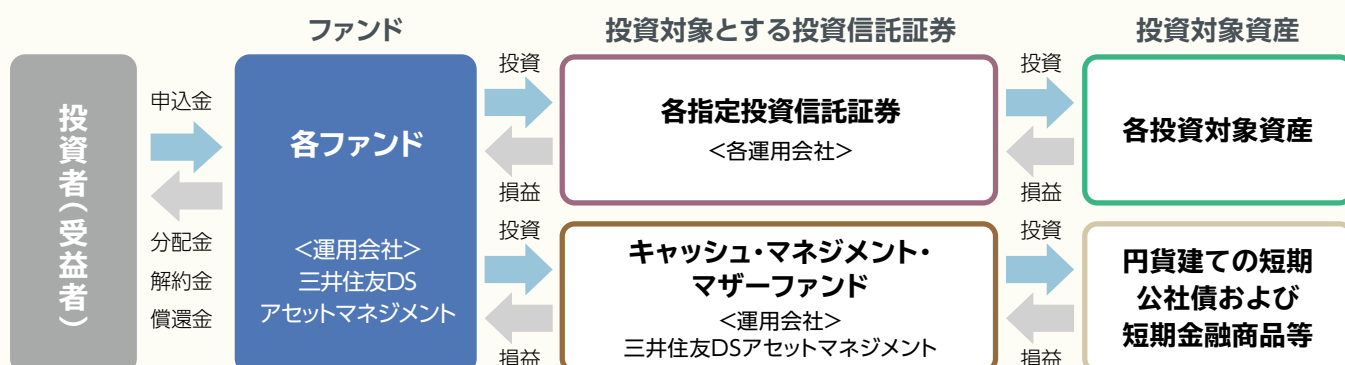 ファンド
投資対象とする投資信託証券
投資対象資産
投資者(受益者)
申込金
分配金
解約金
償還金
各ファンド
<運用会社>
三井住友DS
アセットマネジメント
投資
損益
各指定投資信託証券
<各運用会社>
投資
損益
各投資対象資産
投資
損益
キャッシュ・マネジメント・
マザーファンド
<運用会社>
三井住友DSアセットマネジメント
投資
損益
円貨建ての短期
公社債および
短期金融商品等